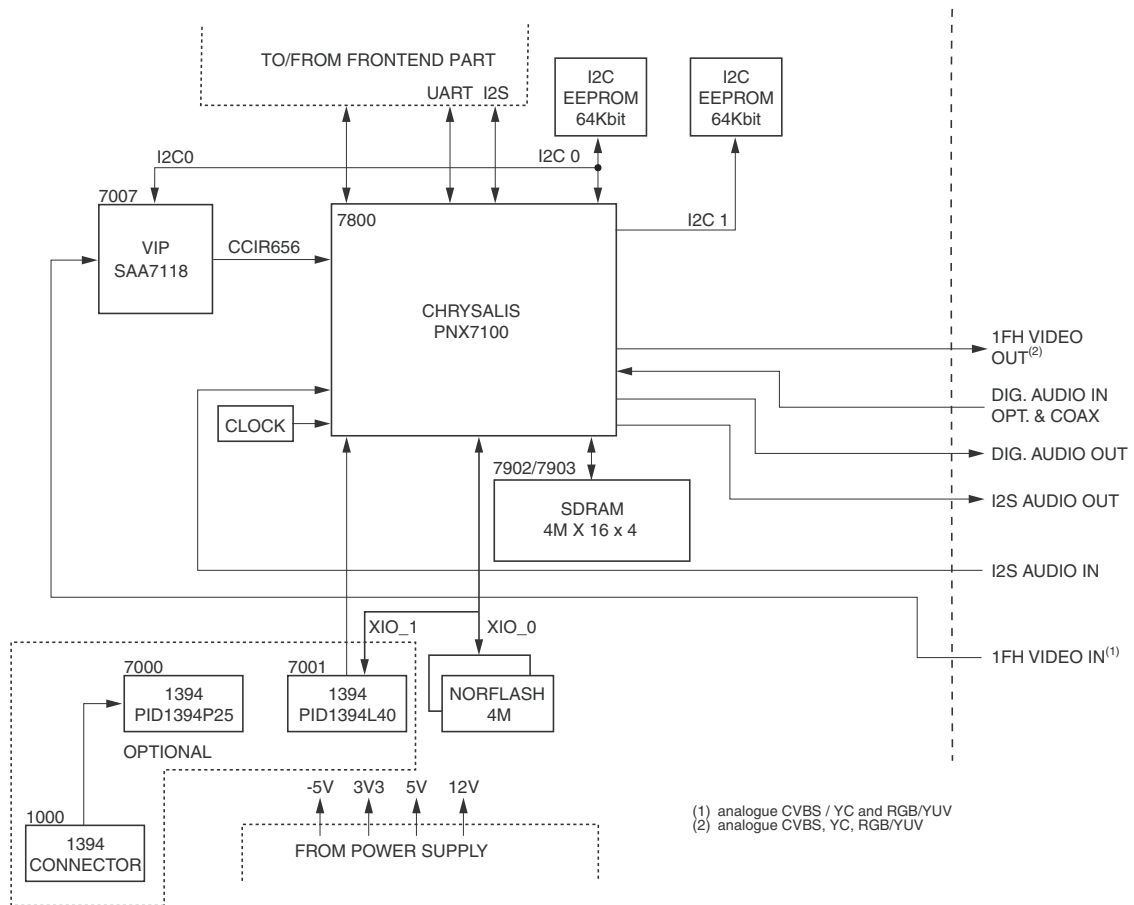 TO/FROM FRONTEND PART
UART I2S
I2C
EEPROM
64Kbit
I2C
EEPROM
64Kbit
I2C0
I2C 0
7007
VIP
SAA7118
CCIR656
7800
CHRYSALIS
PNX7100
I2C 1
1FH VIDEO
OUT(2)
DIG. AUDIO IN
OPT. & COAX
CLOCK
DIG. AUDIO OUT
7902/7903
SDRAM
4M X 16 x 4
I2S AUDIO OUT
I2S AUDIO IN
XIO_1
XIO_0
1FH VIDEO IN(1)
7000
1394
PID1394P25
OPTIONAL
7001
1394
PID1394L40
NORFLASH
4M
-5V 3V3 5V 12V
1000
1394
CONNECTOR
FROM POWER SUPPLY
(1) analogue CVBS / YC and RGB/YUV
(2) analogue CVBS, YC, RGB/YUV